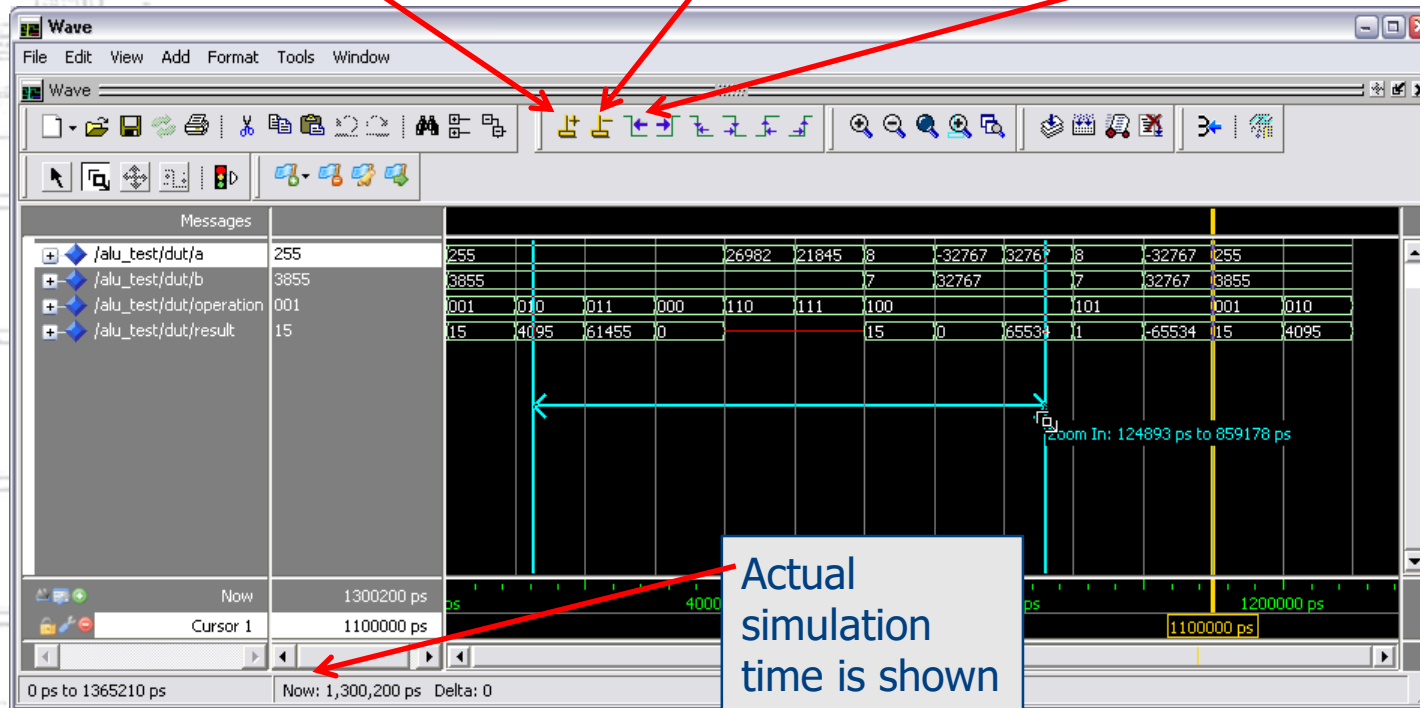 Wave
File Edit View Add Format Tools Window
Wave
Messages
/alu_test/dut/a 255 255 26982 21845 8 -32767 32767 8 -32767 255
/alu_test/dut/b 3855 3855 7 32767 7 32767 3855
/alu_test/dut/operation 001 001 010 011 000 110 111 100 101 001 010
/alu_test/dut/result 15 15 4095 61455 0 15 0 65534 1 -65534 15 4095
Zoom In: 124893 ps to 859178 ps
Now 1300200 ps ps 4000 ps 1200000 ps
Cursor 1 1100000 ps 1100000 ps
0 ps to 1365210 ps Now: 1,300,200 ps Delta: 0
Actual
simulation
time is shown